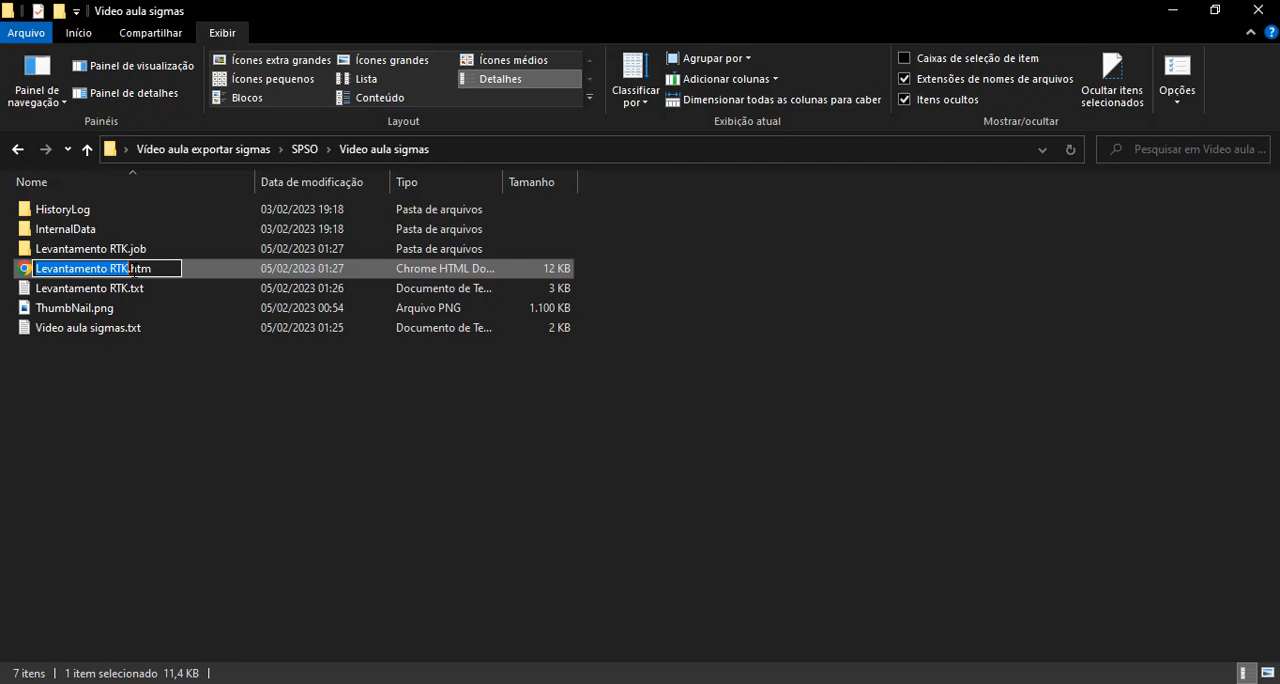 Video aula sigmas
Arquivo Início Compartilhar Exibir ?
Painel de navegação
Painel de visualização
Painel de detalhes
Painéis
Ícones extra grandes Ícones grandes Ícones médios
Ícones pequenos Lista Detalhes
Blocos Conteúdo
Layout
Classificar por
Agrupar por
Adicionar colunas
Dimensionar todas as colunas para caber
Exibição atual
Caixas de seleção de item
Extensões de nomes de arquivos
Itens ocultos
Ocultar itens selecionados
Mostrar/ocultar
Opções
Vídeo aula exportar sigmas SPSO Video aula sigmas
Pesquisar em Video aula ...
Nome Data de modificação Tipo Tamanho
HistoryLog 03/02/2023 19:18 Pasta de arquivos
InternalData 03/02/2023 19:18 Pasta de arquivos
Levantamento RTK.job 05/02/2023 01:27 Pasta de arquivos
Levantamento RTK.htm 05/02/2023 01:27 Chrome HTML Do... 12 KB
Levantamento RTK.txt 05/02/2023 01:26 Documento de Te... 3 KB
ThumbNail.png 05/02/2023 00:54 Arquivo PNG 1.100 KB
Video aula sigmas.txt 05/02/2023 01:25 Documento de Te... 2 KB
7 itens 1 item selecionado 11,4 KB